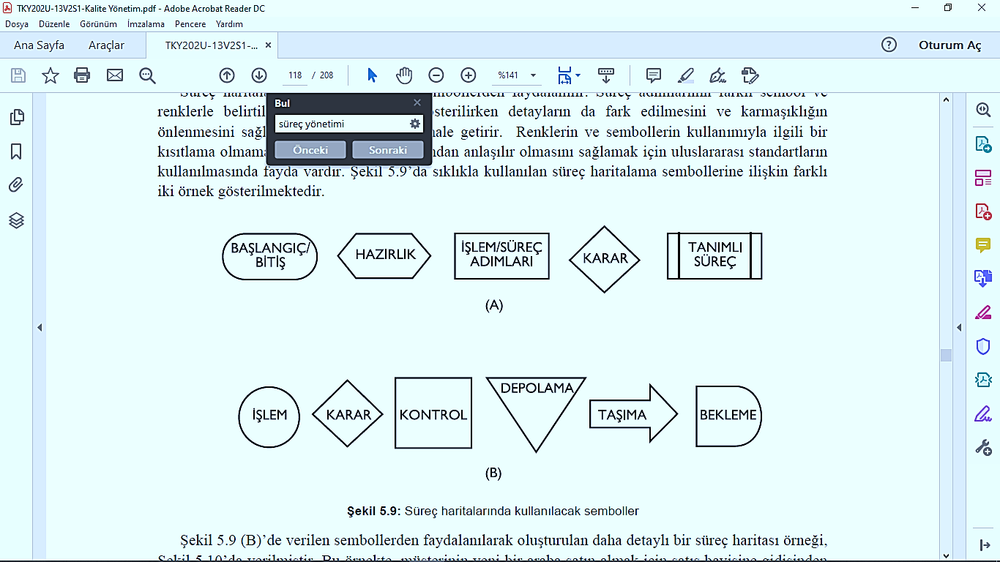 TKY202U-13V2S1-Kalite Yönetim.pdf - Adobe Acrobat Reader DC
Dosya Düzenle Görünüm İmzalama Pencere Yardım
Ana Sayfa Araçlar TKY202U-13V2S1-... × Oturum Aç
118 / 208 %141
Süreç
Bul
süreç yönetimi
Önceki Sonraki
faydalanılır. Süreç adımlarının farklı sembol ve
renklerle belirtil österilirken detayların da fark edilmesini ve karmaşıklığın
önlenmesini sağl hale getirir. Renklerin ve sembollerin kullanımıyla ilgili bir
kısıtlama olmama ndan anlaşılır olmasını sağlamak için uluslararası standartların
kullanılmasında fayda vardır. Şekil 5.9’da sıklıkla kullanılan süreç haritalama sembollerine ilişkin farklı
iki örnek gösterilmektedir.
BAŞLANGIÇ/
BİTİŞ
HAZIRLIK
İŞLEM/SÜREÇ
ADIMLARI
KARAR
TANIMLI
SÜREÇ
(A)
İŞLEM
KARAR
KONTROL
DEPOLAMA
TAŞIMA
BEKLEME
(B)
Şekil 5.9: Süreç haritalarında kullanılacak semboller
Şekil 5.9 (B)’de verilen sembollerden faydalanılarak oluşturulan daha detaylı bir süreç haritası örneği,
Şekil 5.10’da verilmiştir. Bu örnekte, müşterinin yeni bir araba satın almak için satış bayisine gidişinden